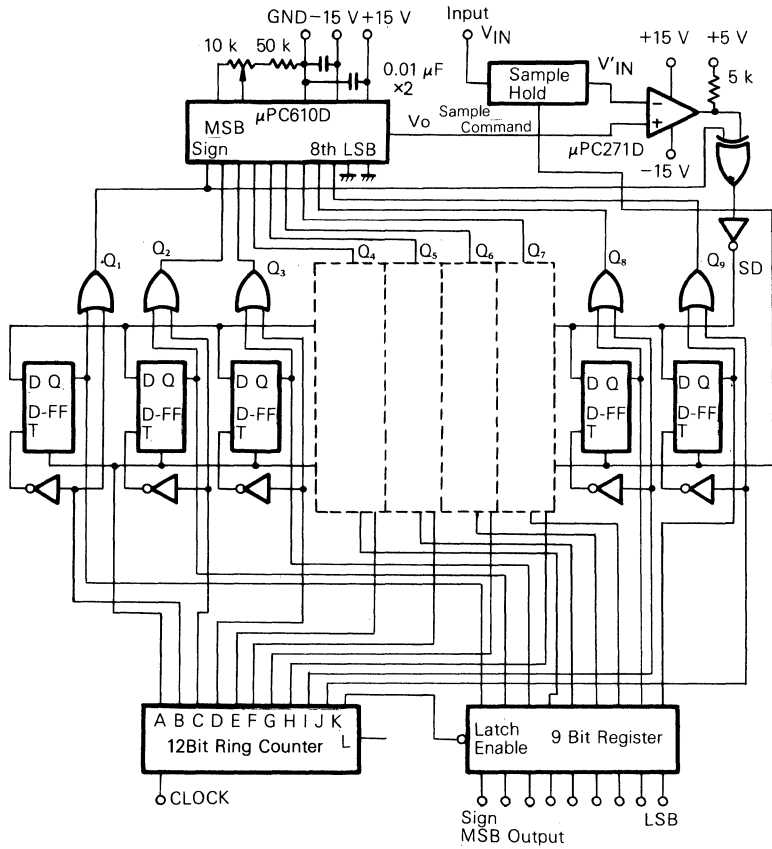 GND -15 V +15 V
Input
VIN
10 k
50 k
0.01 μF
×2
Sample
Hold
V'IN
+15 V
+5 V
5 k
μPC610D
MSB
Sign
8th LSB
Vo
Sample
Command
μPC271D
-15 V
Q1
Q2
Q3
Q4
Q5
Q6
Q7
Q8
Q9
SD
D Q
D-FF
T
D Q
D-FF
T
D Q
D-FF
T
D Q
D-FF
T
D Q
D-FF
T
A B C D E F G H I J K
12Bit Ring Counter
L
Latch
Enable
9 Bit Register
CLOCK
Sign
MSB Output
LSB